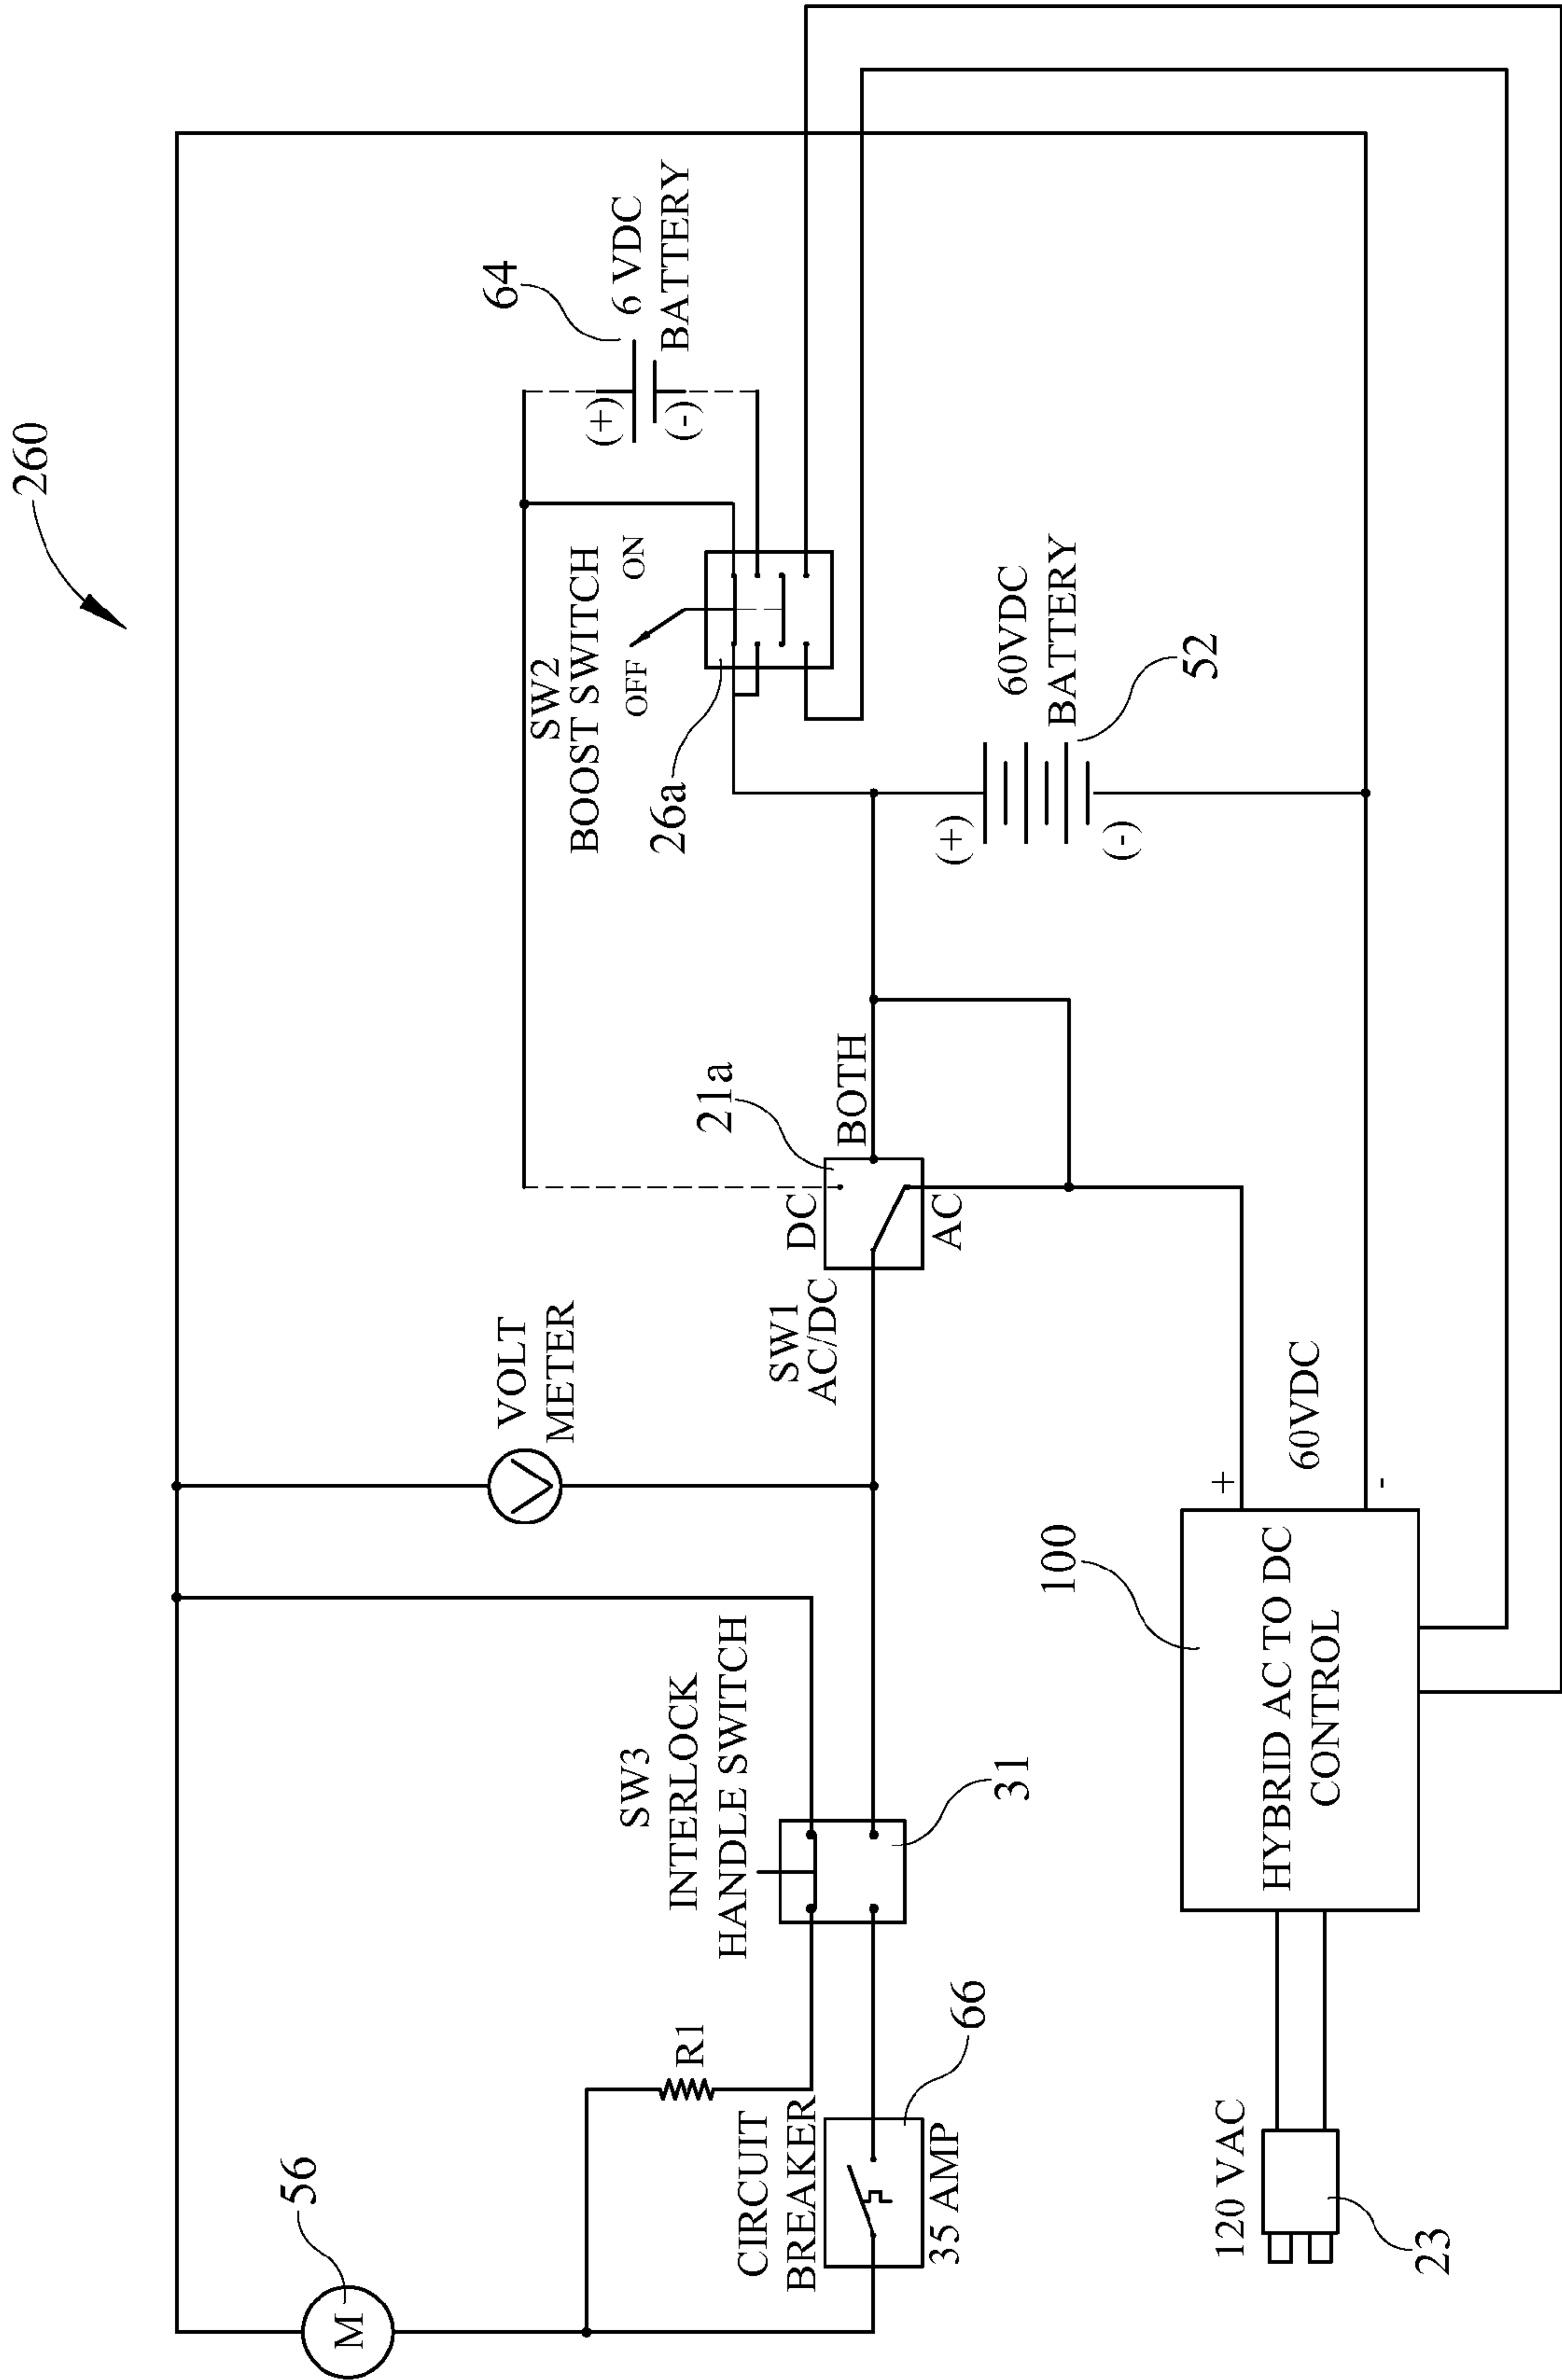 260
56
M
VOLT
METER
64
6 VDC
BATTERY
(+)
(-)
SW2
BOOST SWITCH
OFF
ON
26a
SW3
INTERLOCK
HANDLE SWITCH
R1
CIRCUIT
BREAKER
35 AMP
66
31
SW1
AC/DC
DC
21a
BOTH
AC
(+)
(-)
60VDC
BATTERY
52
120 VAC
23
100
HYBRID AC TO DC
CONTROL
+
60VDC
-